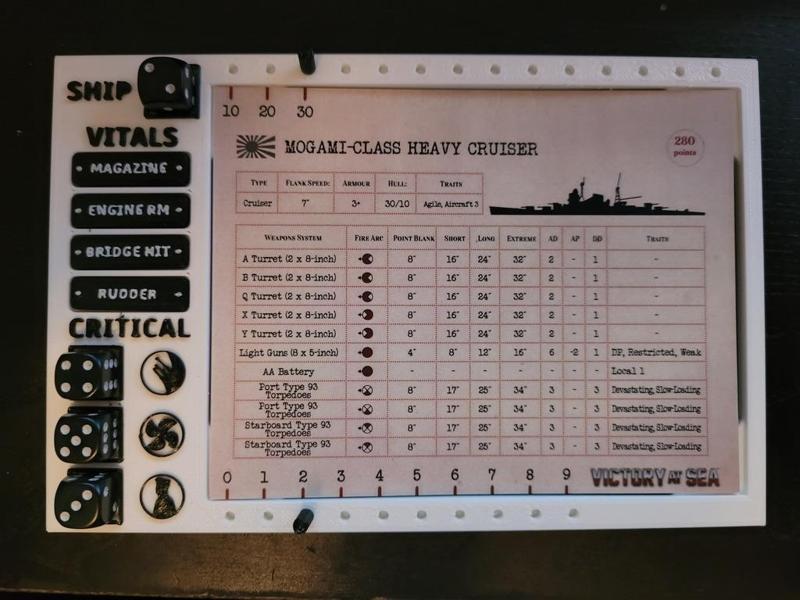 SHIP
10 20 30
VITALS
MAGAZINE
ENGINE RM
BRIDGE HIT
RUDDER
CRITICAL
MOGAMI-CLASS HEAVY CRUISER
280
points
TYPE FLANK SPEED: ARMOUR HULL: TRAITS
Cruiser 7" 3+ 30/10 Agile, Aircraft 3
WEAPONS SYSTEM FIRE ARC POINT BLANK SHORT LONG EXTREME AD AP DD TRAITS
A Turret (2 x 8-inch) 8" 16" 24" 32" 2 - 1 -
B Turret (2 x 8-inch) 8" 16" 24" 32" 2 - 1 -
Q Turret (2 x 8-inch) 8" 16" 24" 32" 2 - 1 -
X Turret (2 x 8-inch) 8" 16" 24" 32" 2 - 1 -
Y Turret (2 x 8-inch) 8" 16" 24" 32" 2 - 1 -
Light Guns (8 x 5-inch) 4" 8" 12" 16" 6 -2 1 DP, Restricted, Weak
AA Battery - - - - - - - Local 1
Port Type 93
Torpedoes 8" 17" 25" 34" 3 - 3 Devastating, Slow-Loading
Port Type 93
Torpedoes 8" 17" 25" 34" 3 - 3 Devastating, Slow-Loading
Starboard Type 93
Torpedoes 8" 17" 25" 34" 3 - 3 Devastating, Slow-Loading
Starboard Type 93
Torpedoes 8" 17" 25" 34" 3 - 3 Devastating, Slow-Loading
0 1 2 3 4 5 6 7 8 9
VICTORY AT SEA